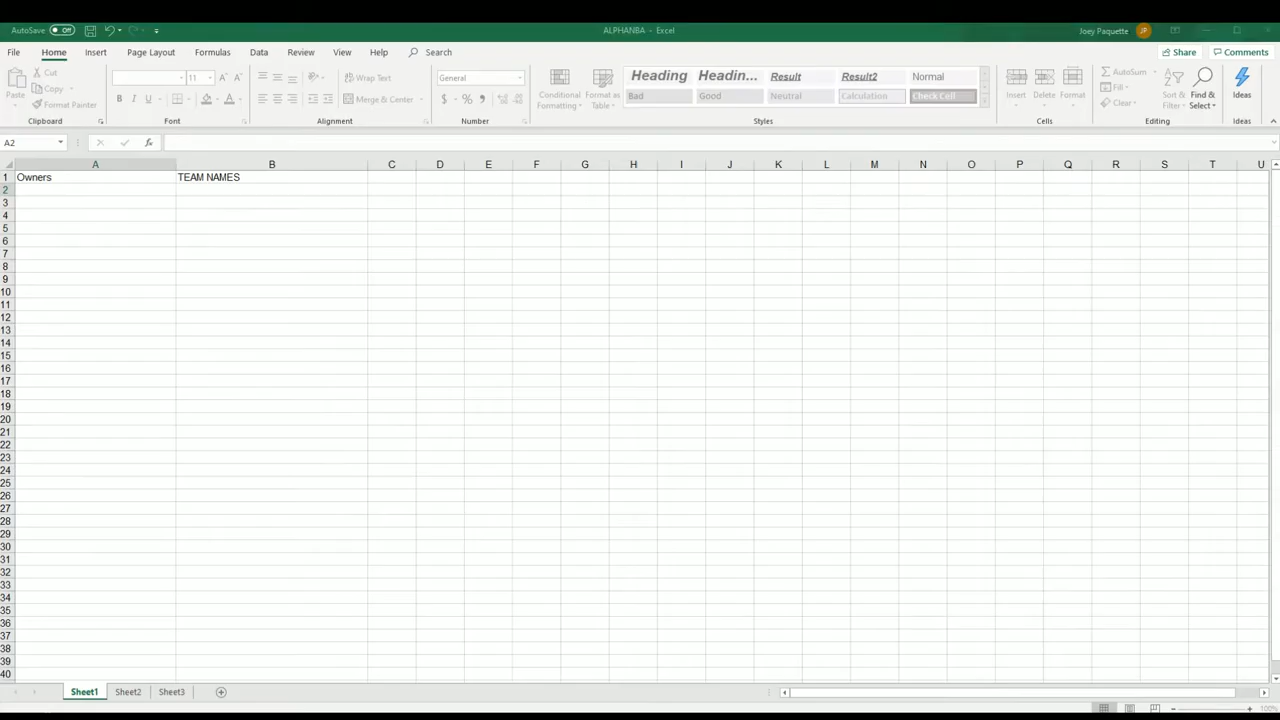 AutoSave Off ALPHANBA - Excel Joey Paquette JP
File Home Insert Page Layout Formulas Data Review View Help Search Share Comments
Paste Cut Copy Format Painter
Clipboard
11
Font
Wrap Text
Merge & Center
Alignment
General
$ % 9
Number
Conditional Formatting
Format as Table
Heading Headin... Result Result2 Normal
Bad Good Neutral Calculation Check Cell
Styles
Insert Delete Format
Cells
AutoSum
Fill
Clear
Sort & Filter
Find & Select
Editing
Ideas
Ideas
A2 fx
A B C D E F G H I J K L M N O P Q R S T U
1 Owners TEAM NAMES
2
3
4
5
6
7
8
9
10
11
12
13
14
15
16
17
18
19
20
21
22
23
24
25
26
27
28
29
30
31
32
33
34
35
36
37
38
39
40
Sheet1 Sheet2 Sheet3
100%